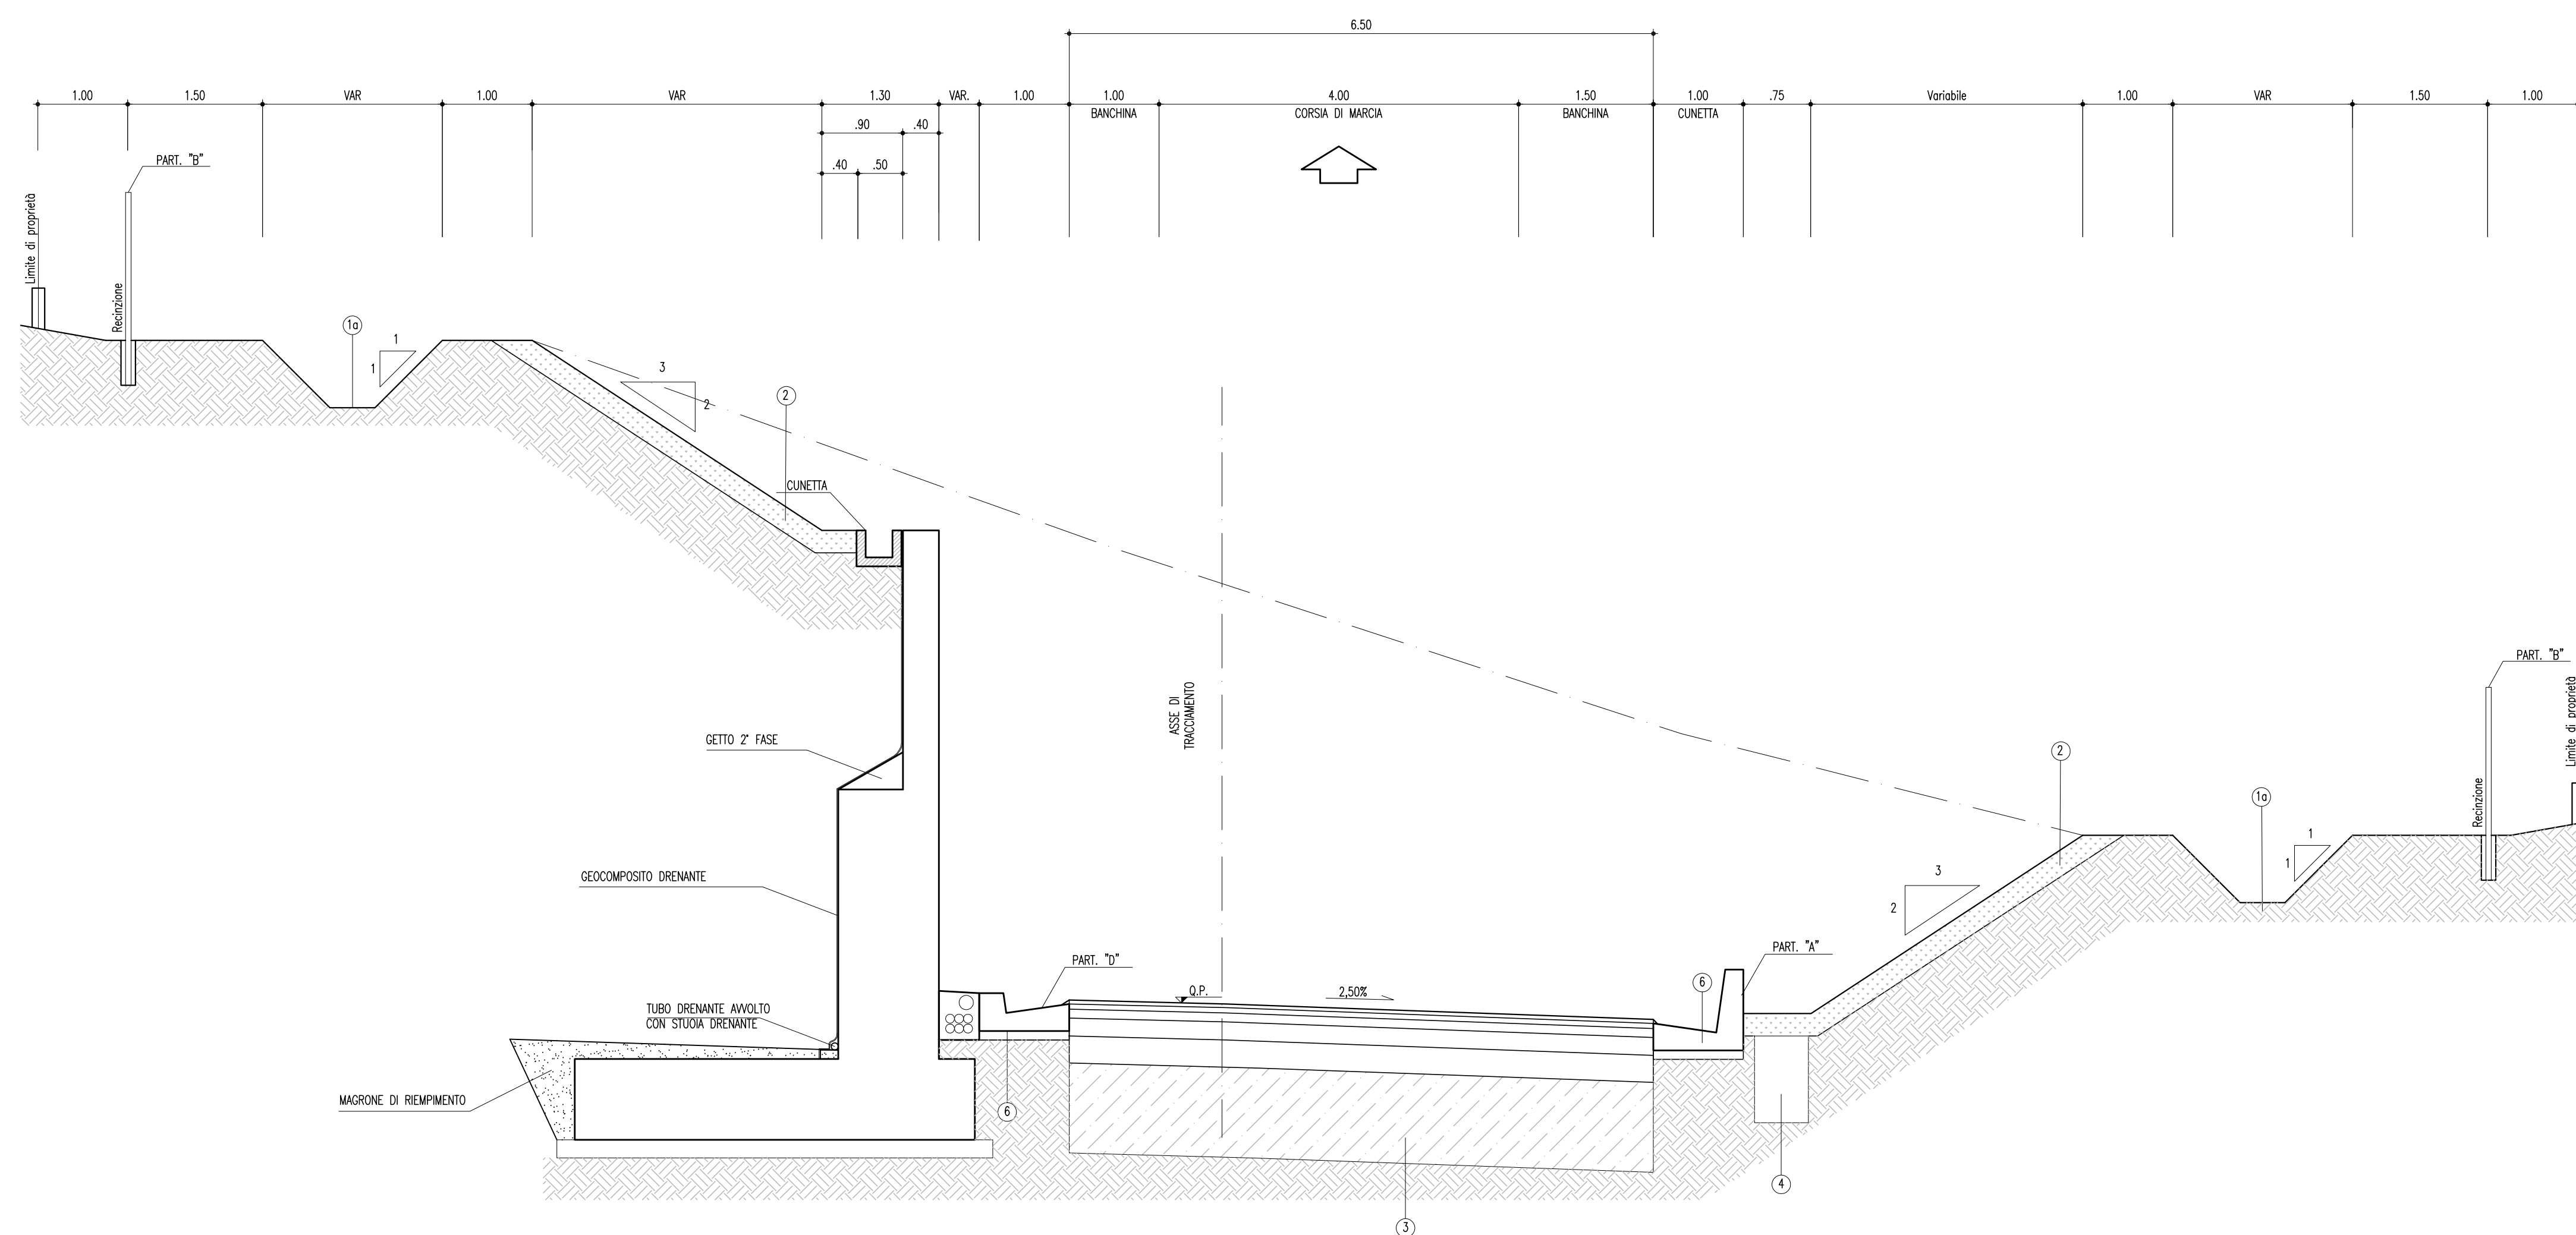 6.50
1.00
1.50
VAR
1.00
VAR
1.30
VAR.
1.00
1.00
4.00
1.50
1.00
.75
Variabile
1.00
VAR
1.50
1.00
BANCHINA
CORSIA DI MARCIA
BANCHINA
CUNETTA
.90
.40
.40
.50
PART. "B"
Limite di proprietà
Recinzione
1a
1
1
3
2
2
CUNETTA
GETTO 2° FASE
ASSE DI
TRACCIAMENTO
GEOCOMPOSITO DRENANTE
TUBO DRENANTE AVVOLTO
CON STUOIA DRENANTE
MAGRONE DI RIEMPIMENTO
PART. "D"
Q.P.
2,50%
6
3
6
PART. "A"
4
3
2
2
1a
1
1
PART. "B"
Recinzione
Limite di proprietà